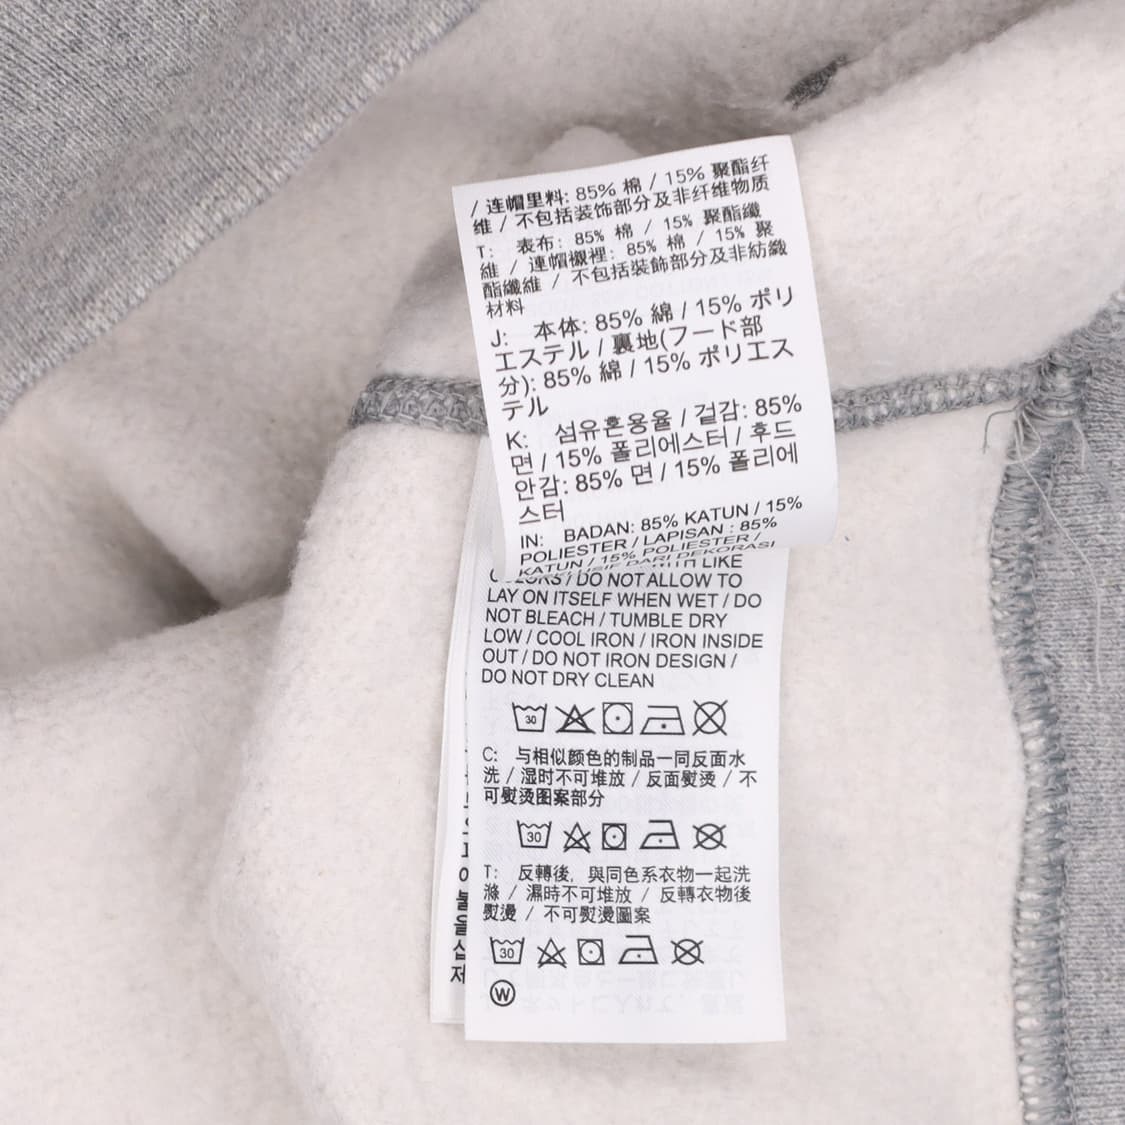 / 连帽里料: 85% 棉 / 15% 聚酯纤
维 / 不包括装饰部分及非纤维物质
T: 表布: 85% 棉 / 15% 聚酯纖
維 / 連帽襯裡: 85% 棉 / 15% 聚
酯纖維 / 不包括裝飾部分及非紡織
材料
J: 本体: 85% 綿 / 15% ポリ
エステル / 裏地(フード部
分): 85% 綿 / 15% ポリエス
テル
K: 섬유혼용율 / 겉감: 85%
면 / 15% 폴리에스터 / 후드
안감: 85% 면 / 15% 폴리에
스터
IN: BADAN: 85% KATUN / 15%
POLIESTER / LAPISAN : 85%
KATUN / 15% POLIESTER /
DARI DEKORASI
LIKE
COLORS / DO NOT ALLOW TO
LAY ON ITSELF WHEN WET / DO
NOT BLEACH / TUMBLE DRY
LOW / COOL IRON / IRON INSIDE
OUT / DO NOT IRON DESIGN /
DO NOT DRY CLEAN
30
C: 与相似颜色的制品一同反面水
洗 / 湿时不可堆放 / 反面熨烫 / 不
可熨烫图案部分
30
T: 反轉後, 與同色系衣物一起洗
滌 / 濕時不可堆放 / 反轉衣物後
熨燙 / 不可熨燙圖案
30
W